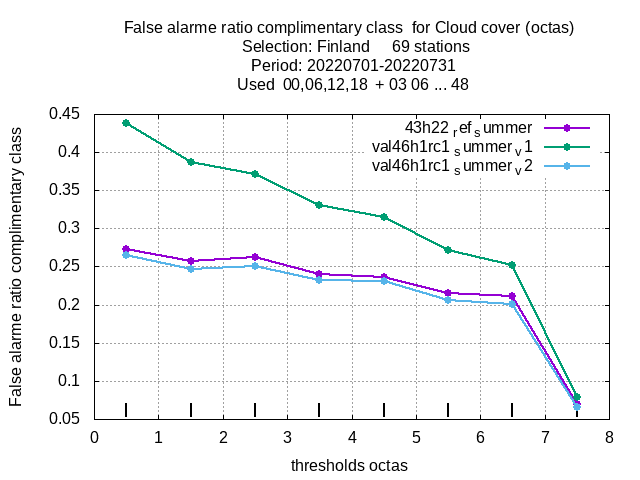 False alarme ratio complimentary class for Cloud cover (octas)
Selection: Finland 69 stations
Period: 20220701-20220731
Used 00,06,12,18 + 03 06 ... 48
43h22 ref summer
val46h1rc1 summer v1
val46h1rc1 summer v2
False alarme ratio complimentary class
0.45
0.4
0.35
0.3
0.25
0.2
0.15
0.1
0.05
0 1 2 3 4 5 6 7 8
thresholds octas